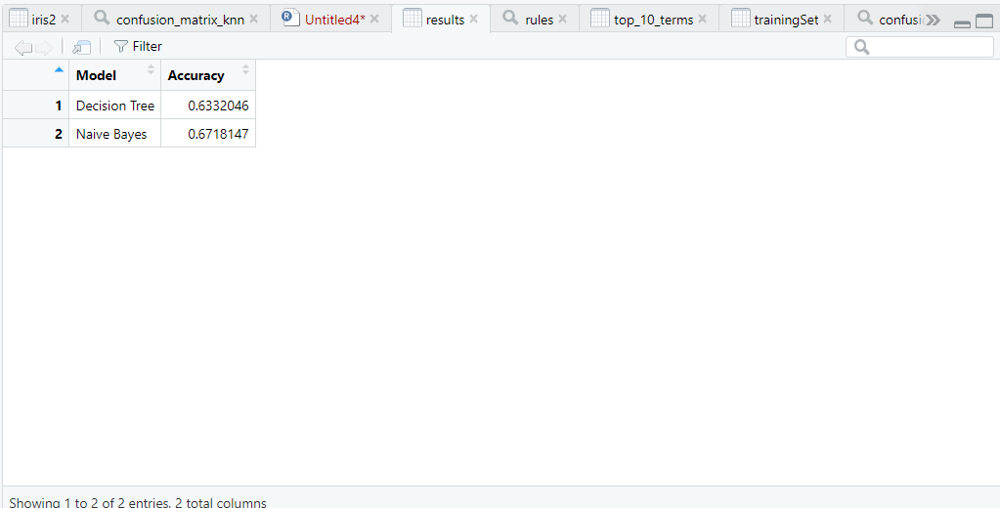 iris2 confusion_matrix_knn Untitled4* results rules top_10_terms trainingSet confusi
Filter
Model Accuracy
1 Decision Tree 0.6332046
2 Naive Bayes 0.6718147
Showing 1 to 2 of 2 entries, 2 total columns